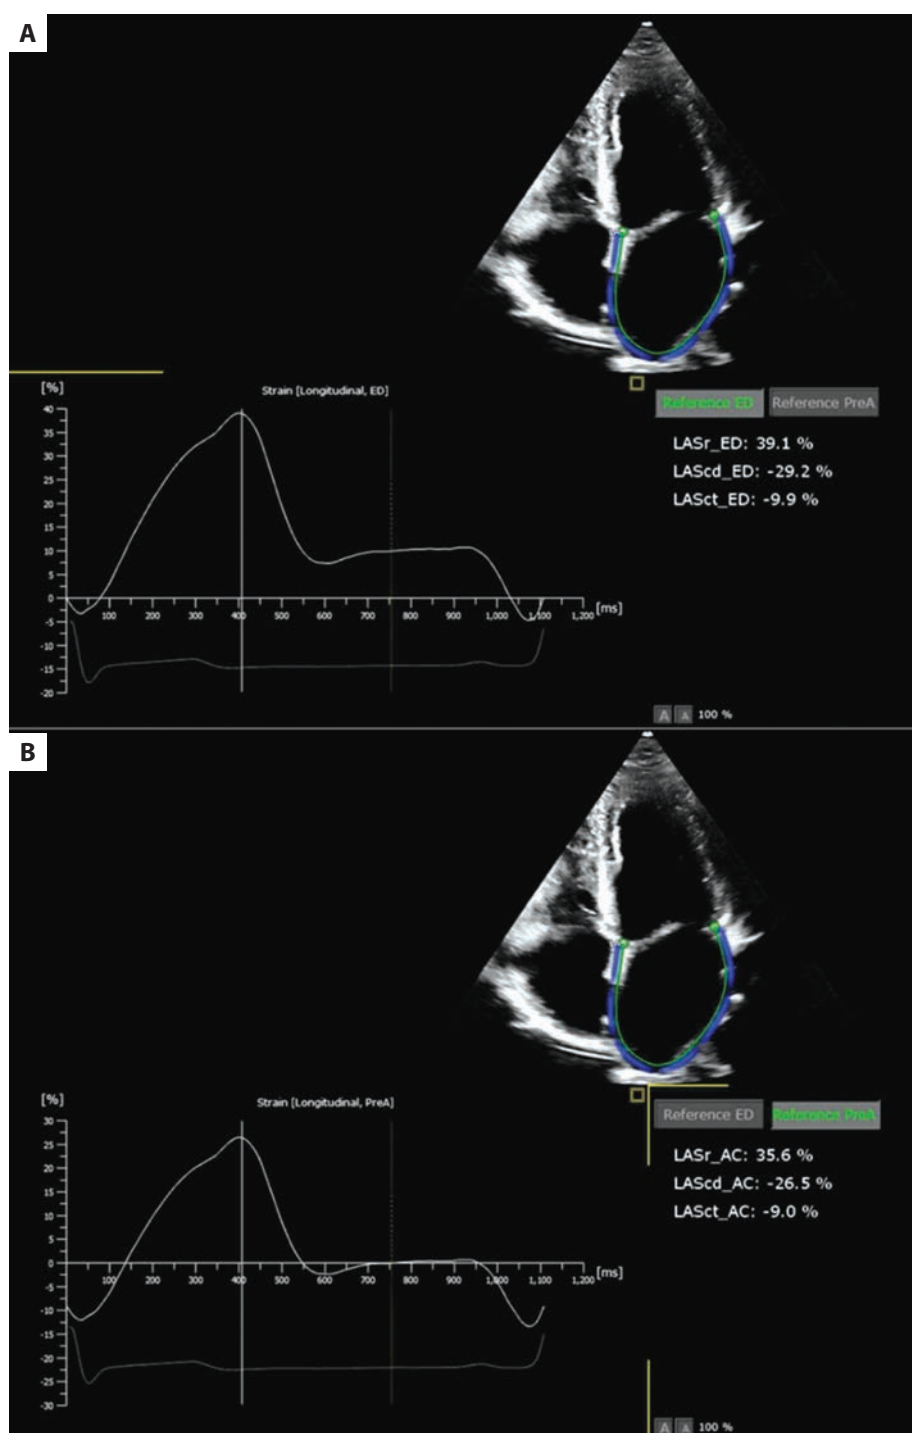 A
[%]
Strain [Longitudinal, ED]
40
35
30
25
20
15
10
5
0
-5
-10
-15
-20
100 200 300 400 500 600 700 800 900 1,000 1,100 1,200 [ms]
Reference ED Reference PreA
LASr_ED: 39.1 %
LAScd_ED: -29.2 %
LASct_ED: -9.9 %
A A 100 %
B
[%]
Strain [Longitudinal, PreA]
30
25
20
15
10
5
0
-5
-10
-15
-20
-25
-30
100 200 300 400 500 600 700 800 900 1,000 1,100 1,200 [ms]
Reference ED Reference PreA
LASr_AC: 35.6 %
LAScd_AC: -26.5 %
LASct_AC: -9.0 %
A A 100 %